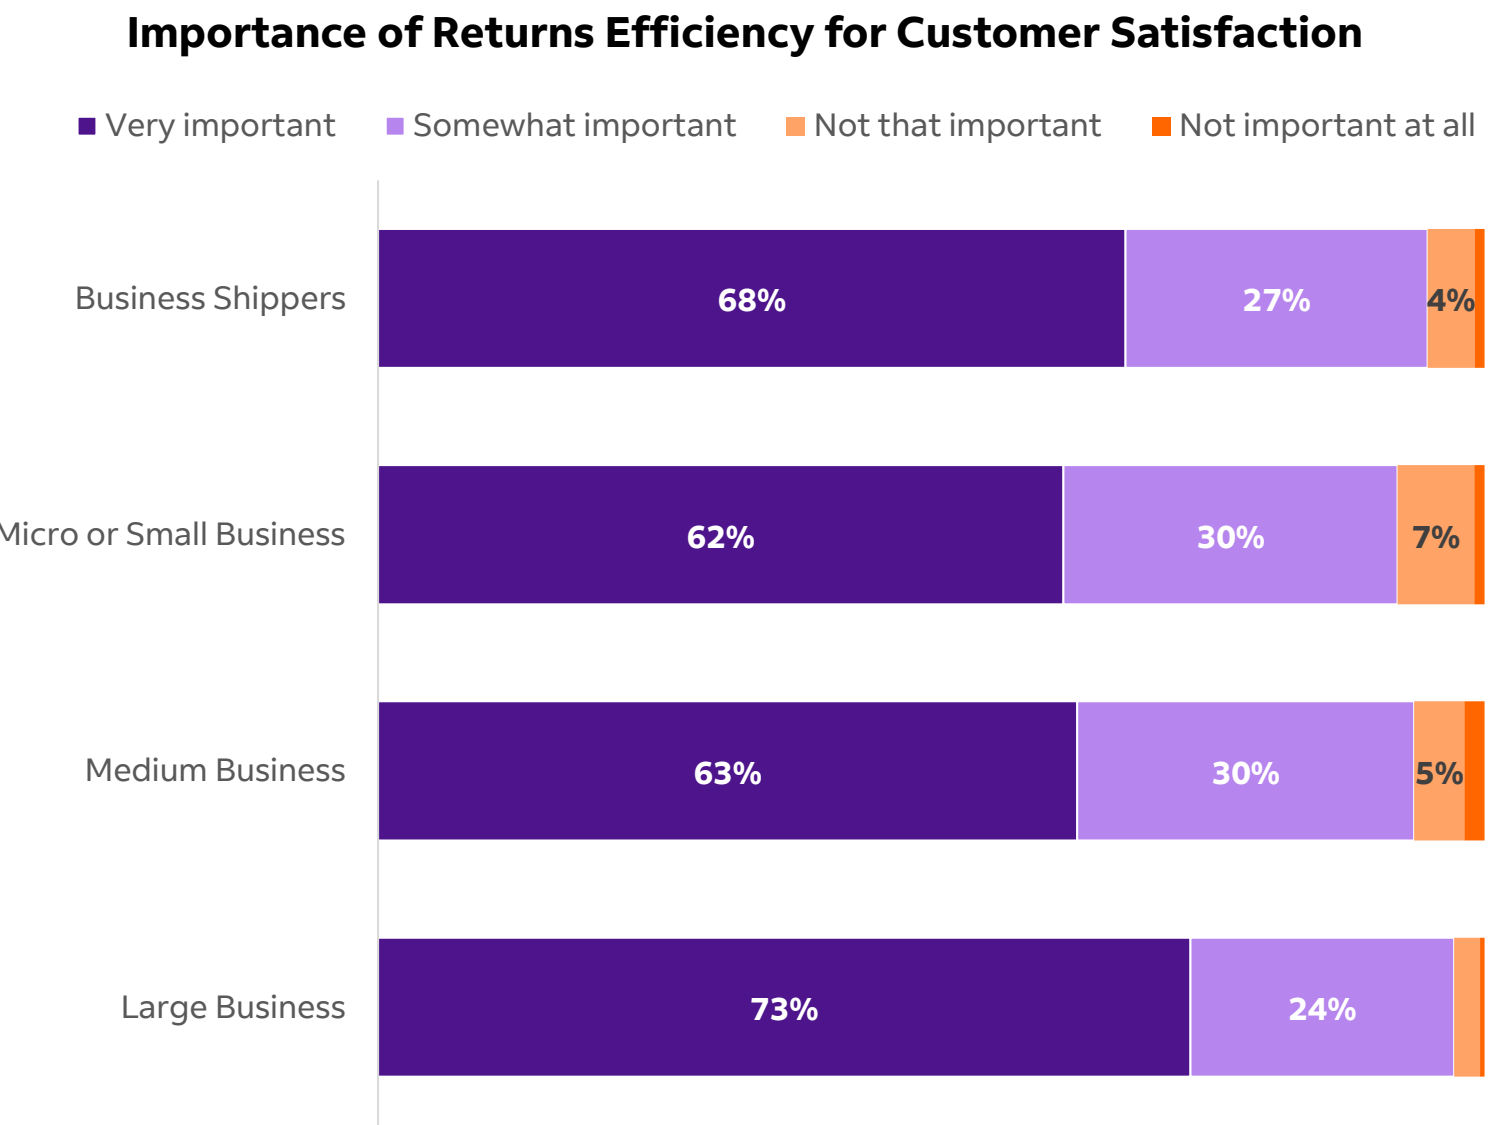 Importance of Returns Efficiency for Customer Satisfaction
Very important Somewhat important Not that important Not important at all
Business Shippers 68% 27% 4%
Micro or Small Business 62% 30% 7%
Medium Business 63% 30% 5%
Large Business 73% 24%